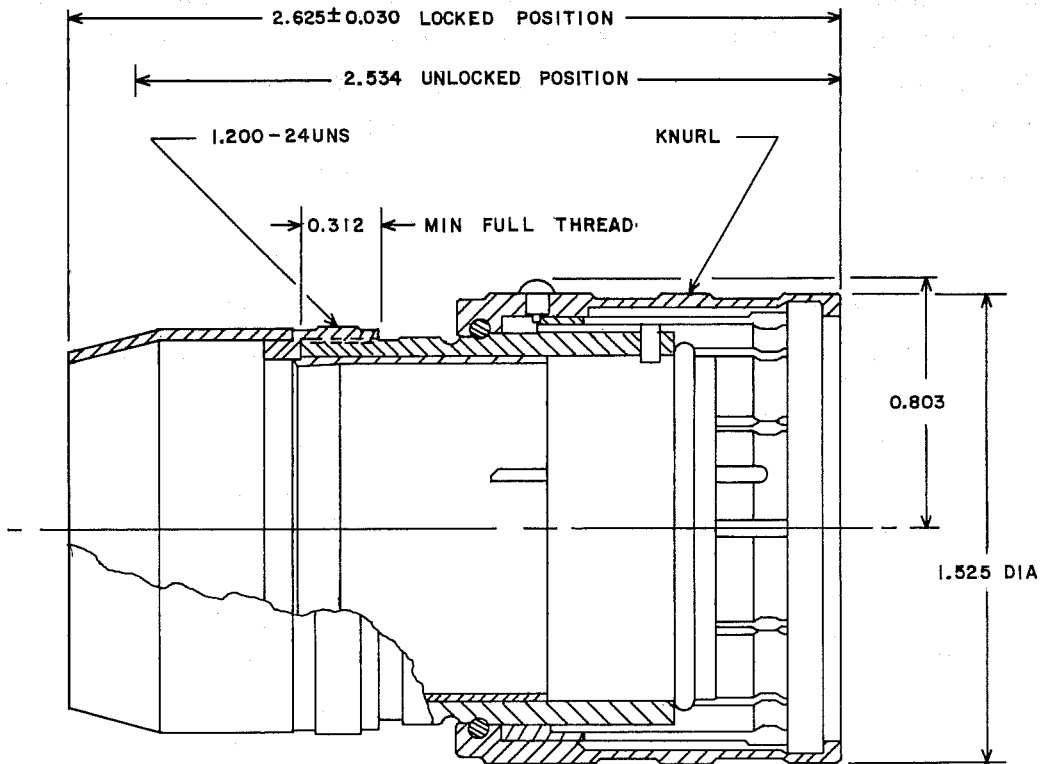 2.625±0.030 LOCKED POSITION
2.534 UNLOCKED POSITION
1.200-24UNS
KNURL
0.312 MIN FULL THREAD
0.803
1.525 DIA